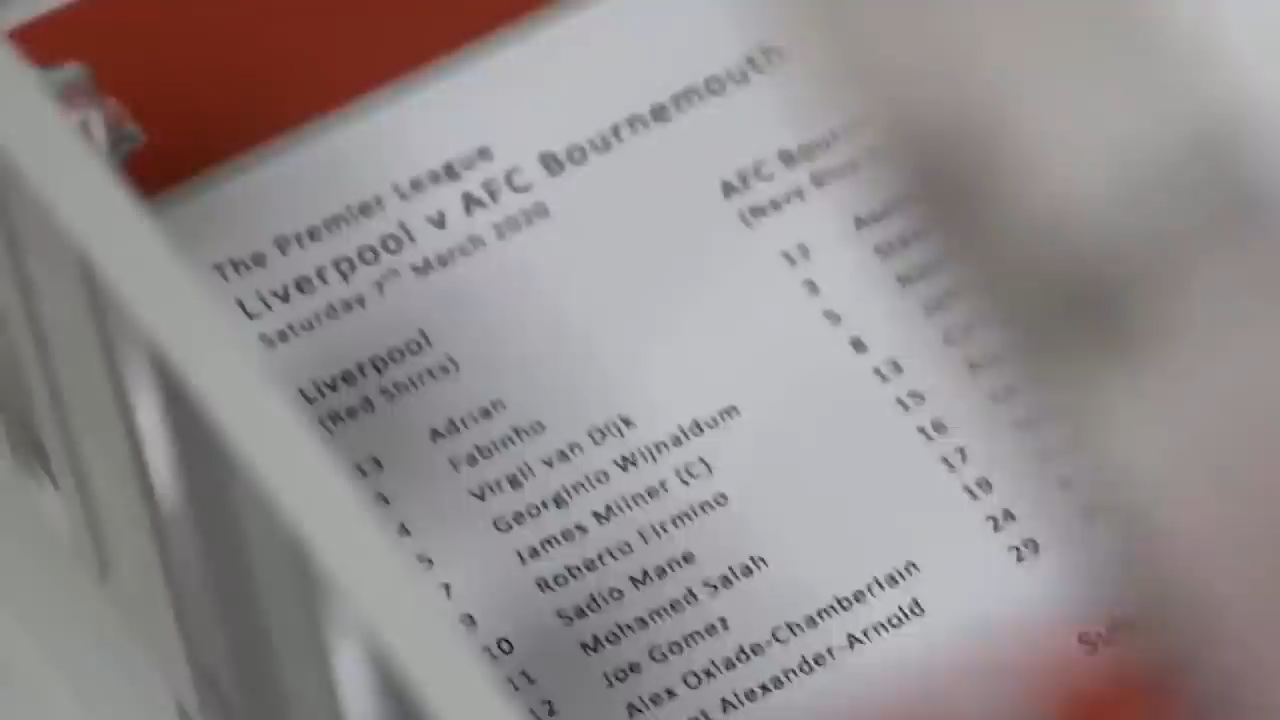 The Premier League
Liverpool v AFC Bournemouth
Saturday 7th March 2020
Liverpool
(Red Shirts)
13 Adrian
3 Fabinho
4 Virgil van Dijk
5 Georginio Wijnaldum
7 James Milner (C)
9 Roberto Firmino
10 Sadio Mane
11 Mohamed Salah
12 Joe Gomez
Alex Oxlade-Chamberlain
Alexander-Arnold
AFC
(Navy
3
5
8
13
15
16
17
19
24
29